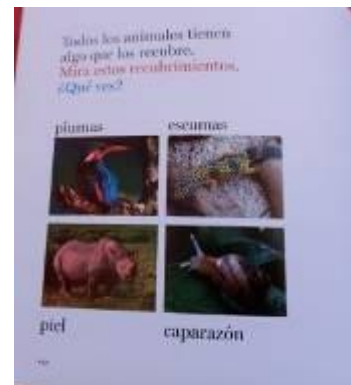 Todos los animales tienen
algo que los recubre.
Mira estos recubrimientos.
¿Qué ves?
plumas
escamas
piel
caparazón